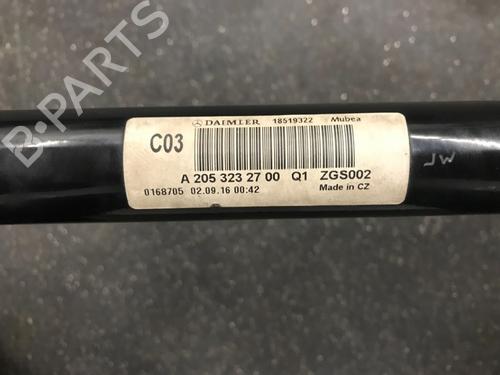 B-PARTS
DAIMLER 18519322 Mubea
C03
A 205 323 27 00 Q1 ZGS002
0168705 02.09.16 00:42 Made in CZ